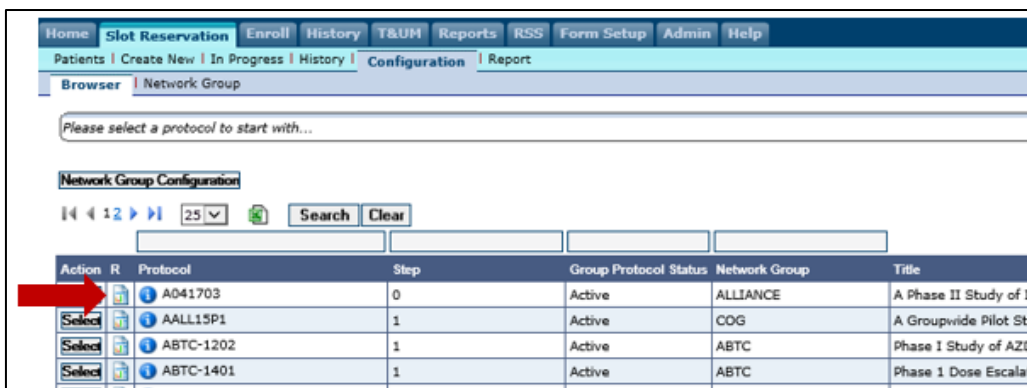 Home Slot Reservation Enroll History T&UM Reports RSS Form Setup Admin Help
Patients | Create New | In Progress | History | Configuration | Report
Browser | Network Group
Please select a protocol to start with...
Network Group Configuration
1 2 25 Search Clear
Action R Protocol Step Group Protocol Status Network Group Title
A041703 0 Active ALLIANCE A Phase II Study of
Select AALL15P1 1 Active COG A Groupwide Pilot
Select ABTC-1202 1 Active ABTC Phase I Study of
Select ABTC-1401 1 Active ABTC Phase 1 Dose